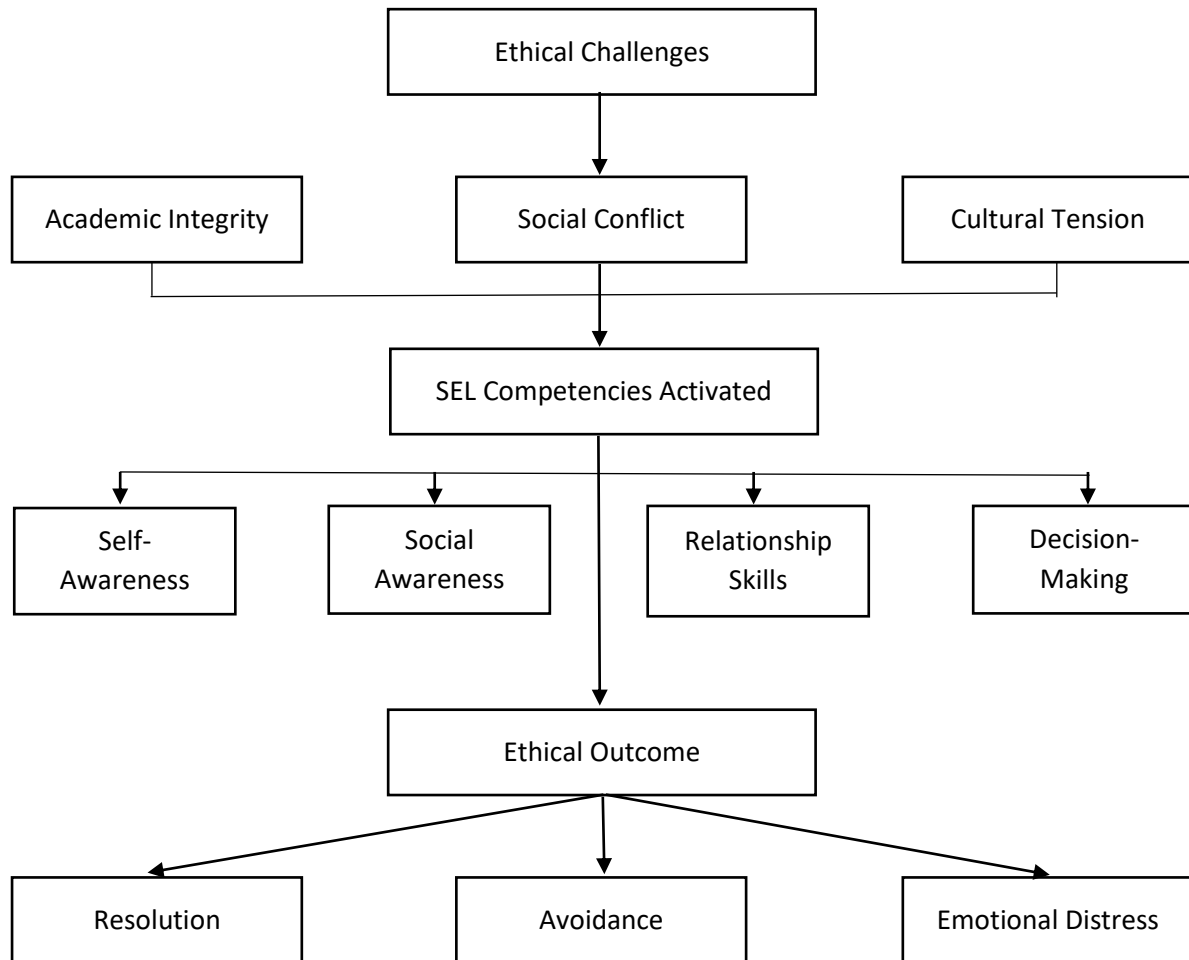 Ethical Challenges
Academic Integrity
Social Conflict
Cultural Tension
SEL Competencies Activated
Self-
Awareness
Social
Awareness
Relationship
Skills
Decision-
Making
Ethical Outcome
Resolution
Avoidance
Emotional Distress